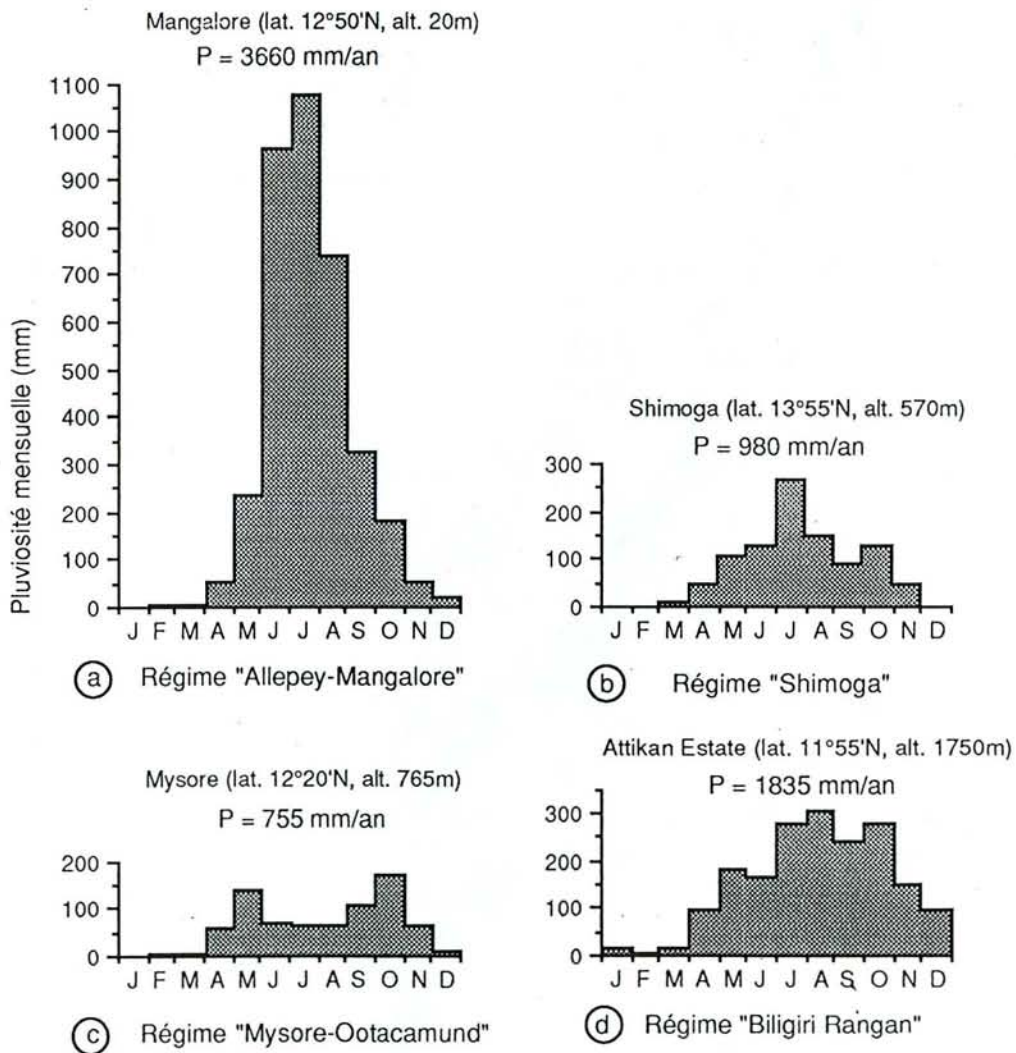 Mangalore (lat. 12°50'N, alt. 20m)
P = 3660 mm/an
Pluviosité mensuelle (mm)
1100
1000
900
800
700
600
500
400
300
200
100
0
J F M A M J J A S O N D
a Régime "Allepey-Mangalore"
Shimoga (lat. 13°55'N, alt. 570m)
P = 980 mm/an
300
200
100
0
J F M A M J J A S O N D
b Régime "Shimoga"
Mysore (lat. 12°20'N, alt. 765m)
P = 755 mm/an
200
100
0
J F M A M J J A S O N D
c Régime "Mysore-Ootacamund"
Attikan Estate (lat. 11°55'N, alt. 1750m)
P = 1835 mm/an
300
200
100
0
J F M A M J J A S O N D
d Régime "Biligiri Rangan"